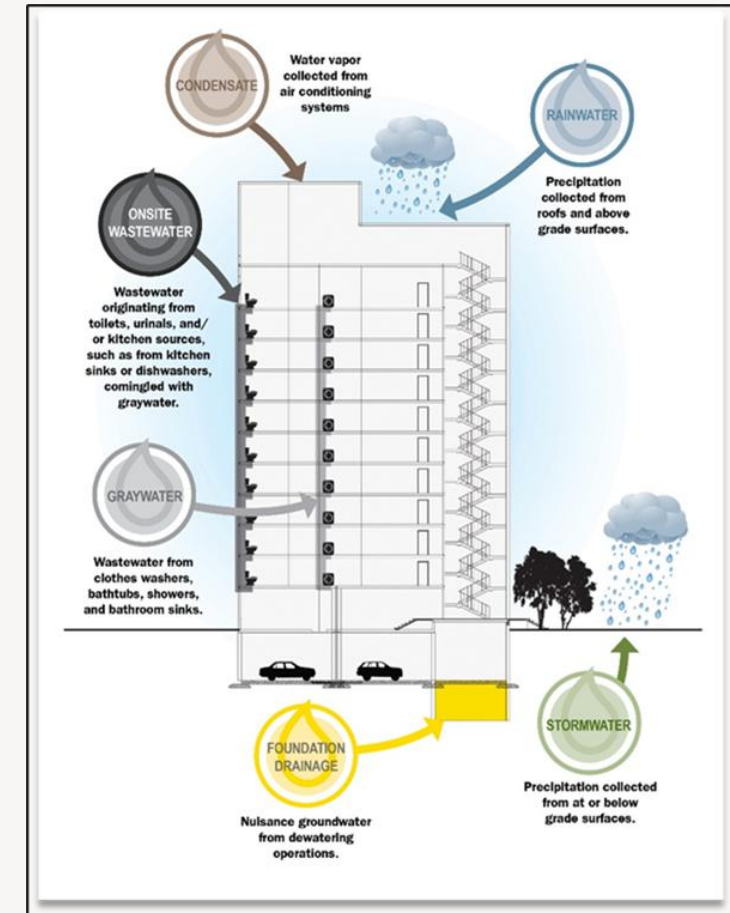 CONDENSATE
Water vapor
collected from
air conditioning
systems
RAINWATER
Precipitation
collected from
roofs and above
grade surfaces.
ONSITE
WASTEWATER
Wastewater
originating from
toilets, urinals, and/
or kitchen sources,
such as from kitchen
sinks or dishwashers,
comingled with
graywater.
GRAYWATER
Wastewater from
clothes washers,
bathtubs, showers,
and bathroom sinks.
FOUNDATION
DRAINAGE
Nuisance groundwater
from dewatering
operations.
STORMWATER
Precipitation collected
from at or below
grade surfaces.